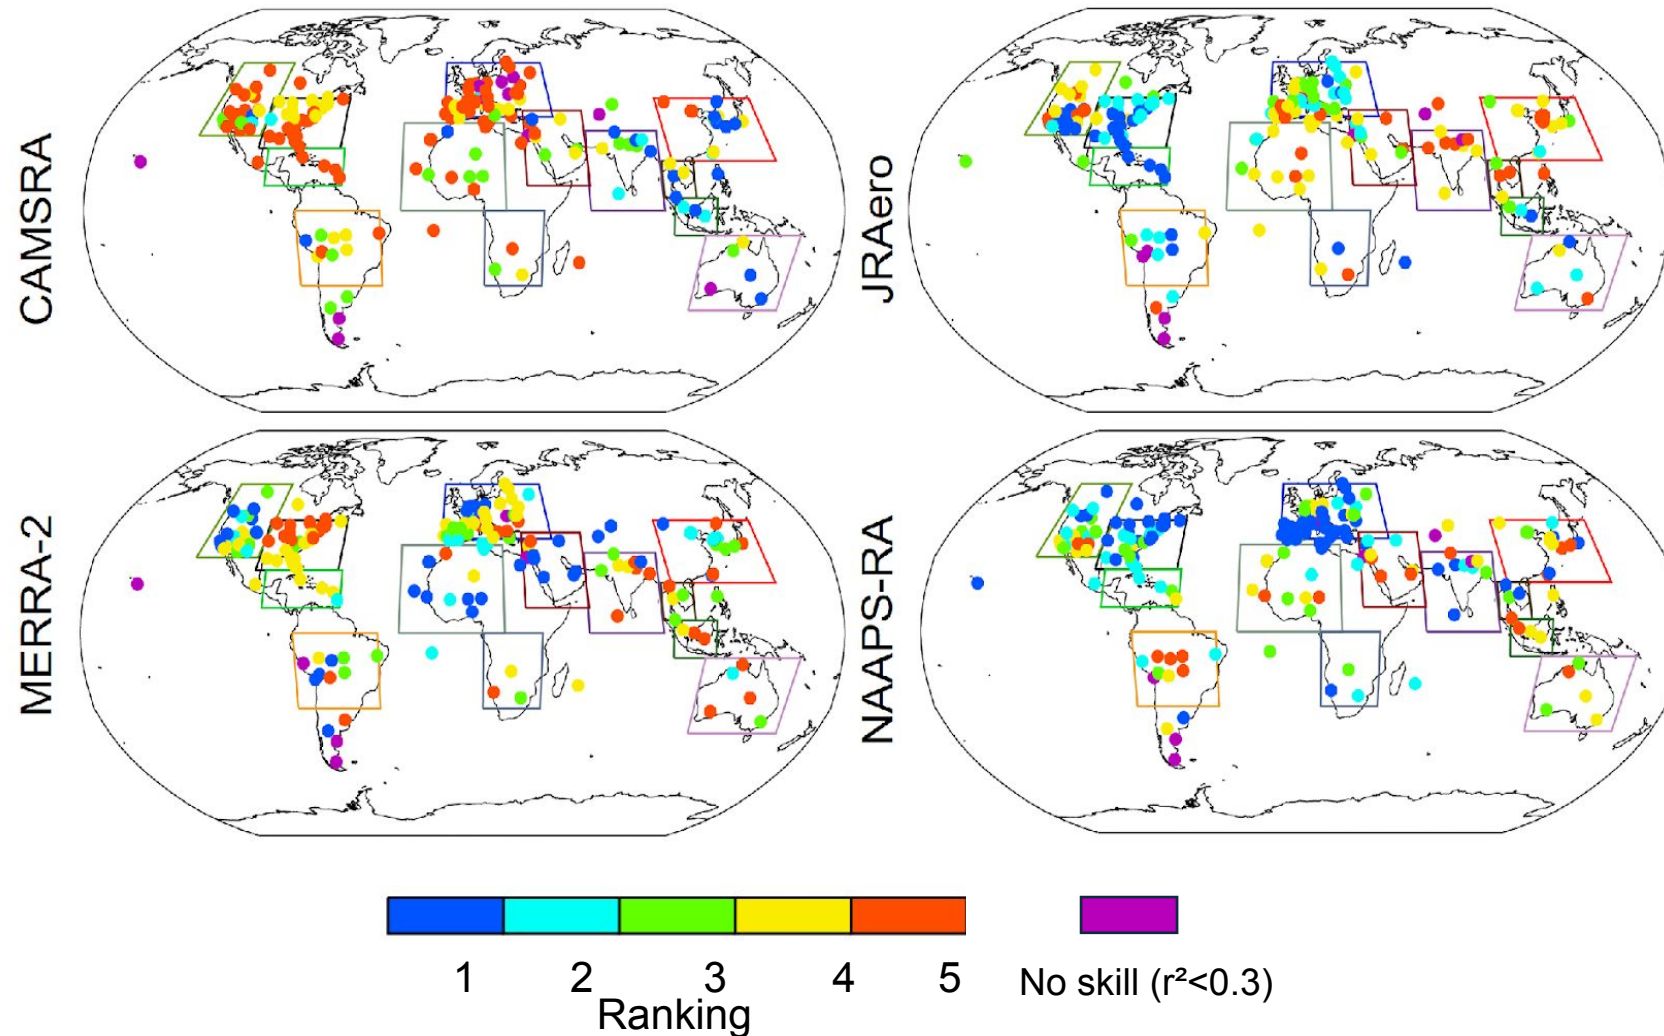 CAMSRA
JRAero
MERRA-2
NAAPS-RA
1 2 3 4 5
No skill (r²<0.3)
Ranking